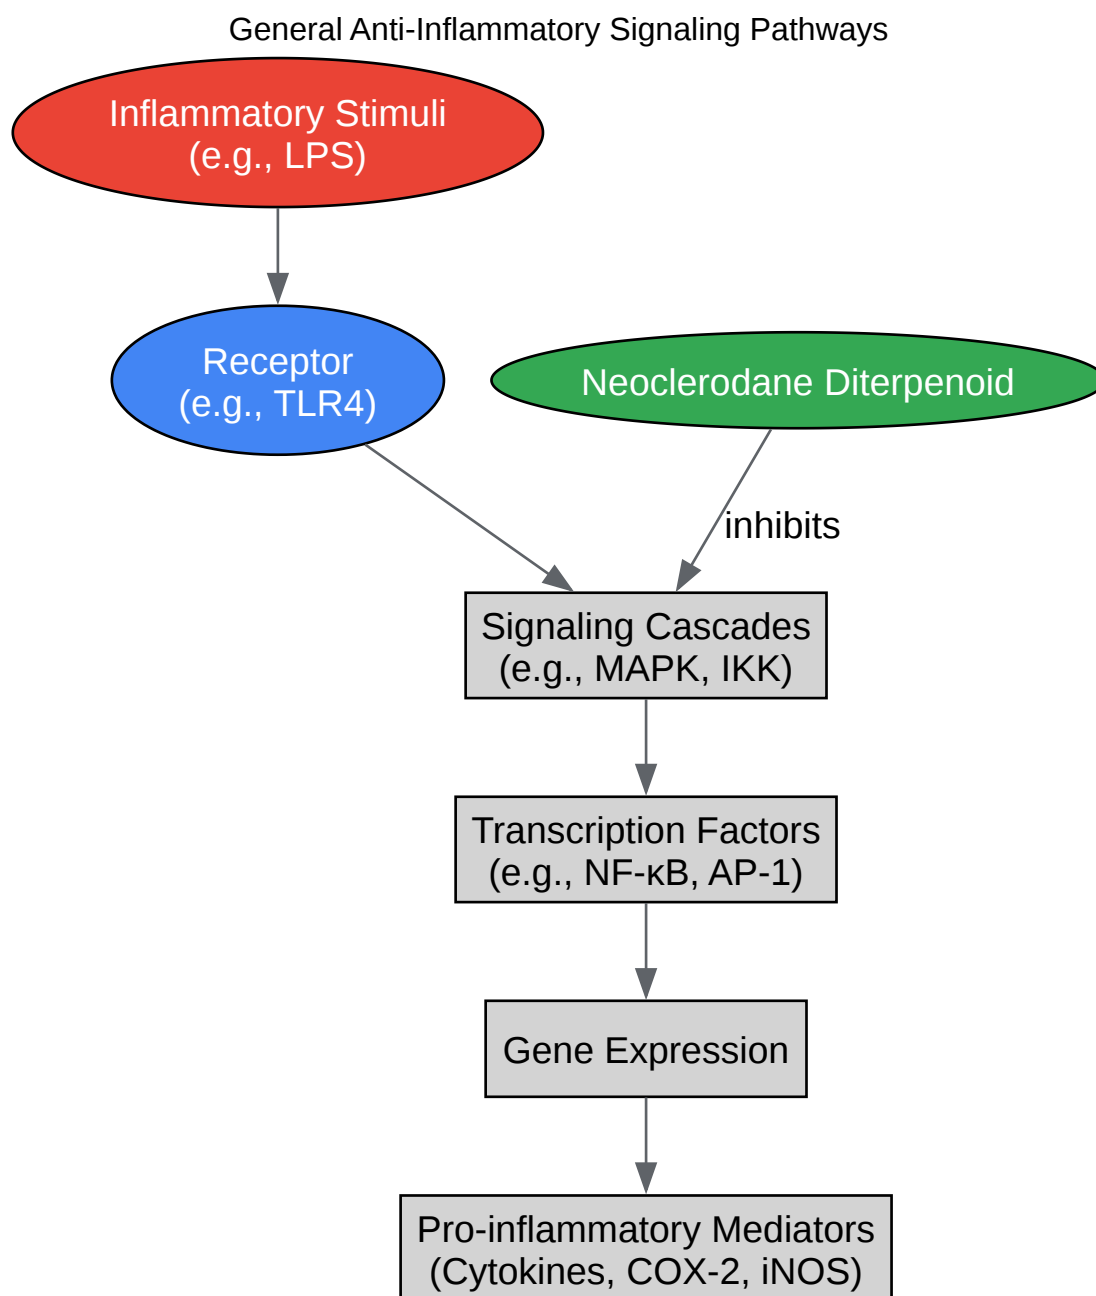 General Anti-Inflammatory Signaling Pathways
Inflammatory Stimuli
(e.g., LPS)
Receptor
(e.g., TLR4)
Neoclerodane Diterpenoid
inhibits
Signaling Cascades
(e.g., MAPK, IKK)
Transcription Factors
(e.g., NF-κB, AP-1)
Gene Expression
Pro-inflammatory Mediators
(Cytokines, COX-2, iNOS)